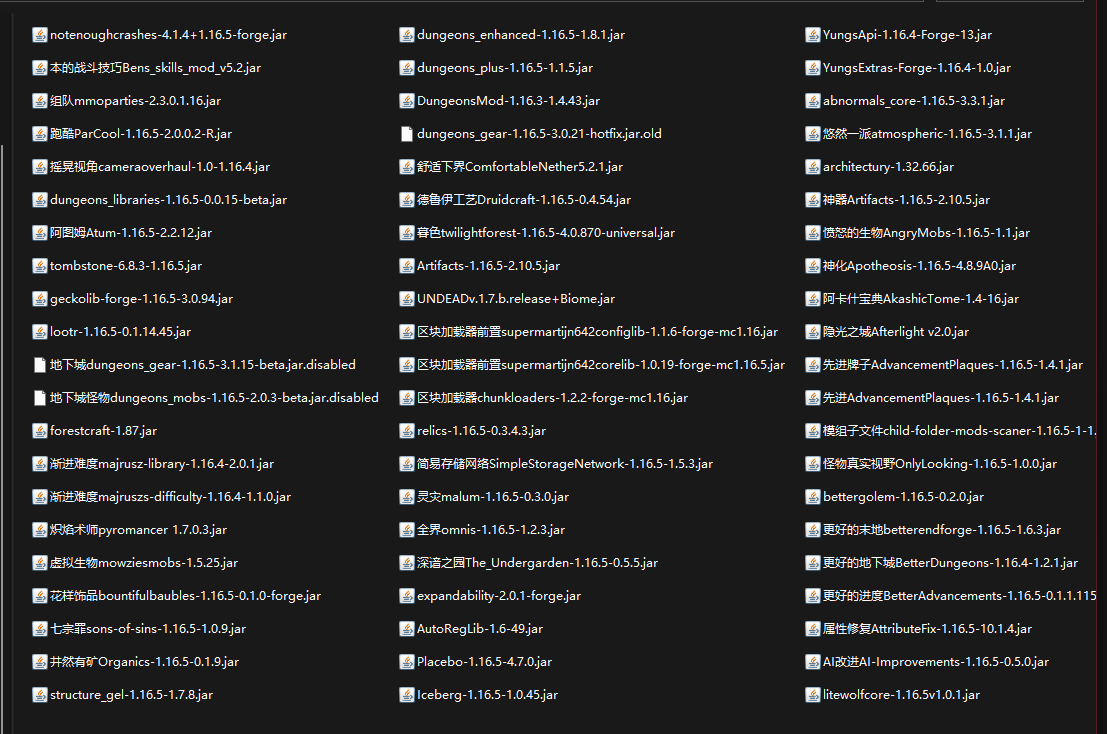 notenoughcrashes-4.1.4+1.16.5-forge.jar
本的战斗技巧Bens_skills_mod_v5.2.jar
组队mmoparties-2.3.0.1.16.jar
跑酷ParCool-1.16.5-2.0.0.2-R.jar
摇晃视角cameraoverhaul-1.0-1.16.4.jar
dungeons_libraries-1.16.5-0.0.15-beta.jar
阿图姆Atum-1.16.5-2.2.12.jar
tombstone-6.8.3-1.16.5.jar
geckolib-forge-1.16.5-3.0.94.jar
lootr-1.16.5-0.1.14.45.jar
地下城dungeons_gear-1.16.5-3.1.15-beta.jar.disabled
地下城怪物dungeons_mobs-1.16.5-2.0.3-beta.jar.disabled
forestcraft-1.87.jar
渐进难度majrusz-library-1.16.4-2.0.1.jar
渐进难度majruszs-difficulty-1.16.4-1.1.0.jar
炽焰术师pyromancer 1.7.0.3.jar
虚拟生物mowziesmobs-1.5.25.jar
花样饰品bountifulbaubles-1.16.5-0.1.0-forge.jar
七宗罪sons-of-sins-1.16.5-1.0.9.jar
井然有矿Organics-1.16.5-0.1.9.jar
structure_gel-1.16.5-1.7.8.jar
dungeons_enhanced-1.16.5-1.8.1.jar
dungeons_plus-1.16.5-1.1.5.jar
DungeonsMod-1.16.3-1.4.43.jar
dungeons_gear-1.16.5-3.0.21-hotfix.jar.old
舒适下界ComfortableNether5.2.1.jar
德鲁伊工艺Druidcraft-1.16.5-0.4.54.jar
暮色twilightforest-1.16.5-4.0.870-universal.jar
Artifacts-1.16.5-2.10.5.jar
UNDEADv.1.7.b.release+Biome.jar
区块加载器前置supermartijn642configlib-1.1.6-forge-mc1.16.jar
区块加载器前置supermartijn642corelib-1.0.19-forge-mc1.16.5.jar
区块加载器chunkloaders-1.2.2-forge-mc1.16.jar
relics-1.16.5-0.3.4.3.jar
简易存储网络SimpleStorageNetwork-1.16.5-1.5.3.jar
灵灾malum-1.16.5-0.3.0.jar
全界omnis-1.16.5-1.2.3.jar
深谙之园The_Undergarden-1.16.5-0.5.5.jar
expandability-2.0.1-forge.jar
AutoRegLib-1.6-49.jar
Placebo-1.16.5-4.7.0.jar
Iceberg-1.16.5-1.0.45.jar
YungsApi-1.16.4-Forge-13.jar
YungsExtras-Forge-1.16.4-1.0.jar
abnormals_core-1.16.5-3.3.1.jar
悠然一派atmospheric-1.16.5-3.1.1.jar
architectury-1.32.66.jar
神器Artifacts-1.16.5-2.10.5.jar
愤怒的生物AngryMobs-1.16.5-1.1.jar
神化Apotheosis-1.16.5-4.8.9A0.jar
阿卡什宝典AkashicTome-1.4-16.jar
隐光之城Afterlight v2.0.jar
先进牌子AdvancementPlaques-1.16.5-1.4.1.jar
先进AdvancementPlaques-1.16.5-1.4.1.jar
模组子文件child-folder-mods-scaner-1.16.5-1-1.
怪物真实视野OnlyLooking-1.16.5-1.0.0.jar
bettergolem-1.16.5-0.2.0.jar
更好的末地betterendforge-1.16.5-1.6.3.jar
更好的地下城BetterDungeons-1.16.4-1.2.1.jar
更好的进度BetterAdvancements-1.16.5-0.1.1.115
属性修复AttributeFix-1.16.5-10.1.4.jar
AI改进AI-Improvements-1.16.5-0.5.0.jar
litewolfcore-1.16.5v1.0.1.jar